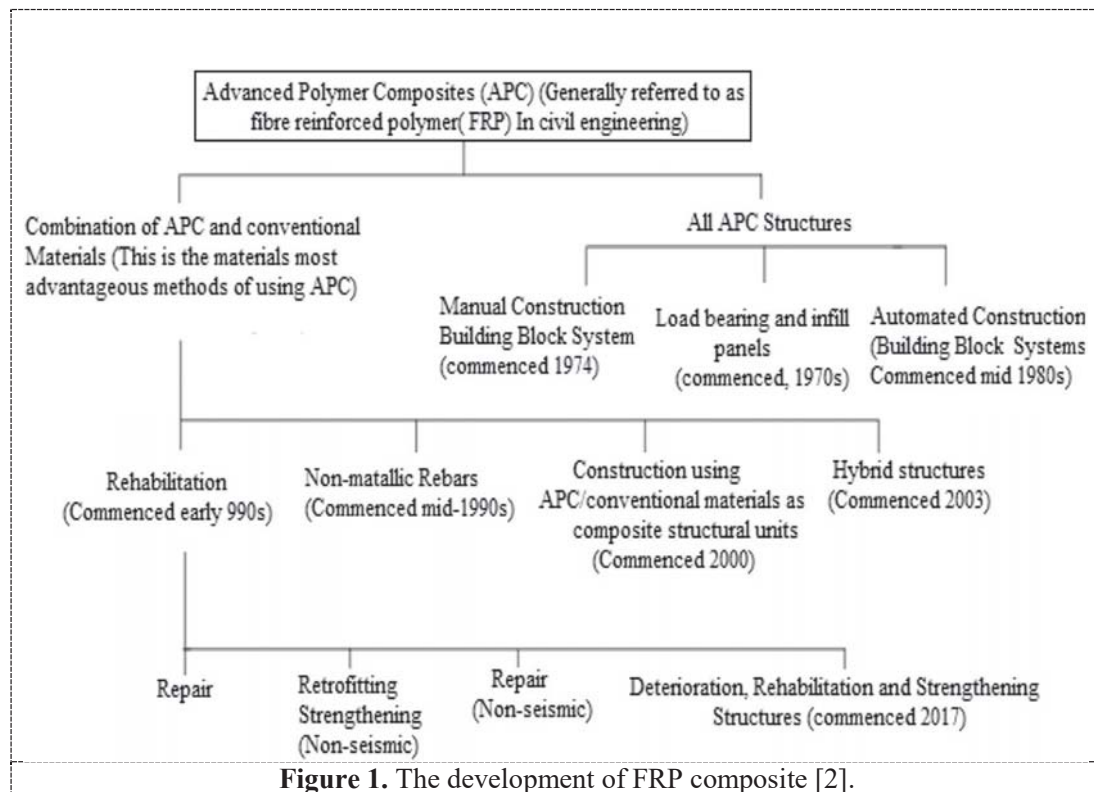 Advanced Polymer Composites (APC) (Generally referred to as
fibre reinforced polymer( FRP) In civil engineering)
Combination of APC and conventional
Materials (This is the materials most
advantageous methods of using APC)
All APC Structures
Manual Construction
Building Block System
(commenced 1974)
Load bearing and infill
panels
(commenced, 1970s)
Automated Construction
(Building Block Systems
Commenced mid 1980s)
Rehabilitation
(Commenced early 990s)
Non-matallic Rebars
(Commenced mid-1990s)
Construction using
APC/conventional materials as
composite structural units
(Commenced 2000)
Hybrid structures
(Commenced 2003)
Repair
Retrofitting
Strengthening
(Non-seismic)
Repair
(Non-seismic)
Deterioration, Rehabilitation and Strengthening
Structures (commenced 2017)
Figure 1. The development of FRP composite [2].